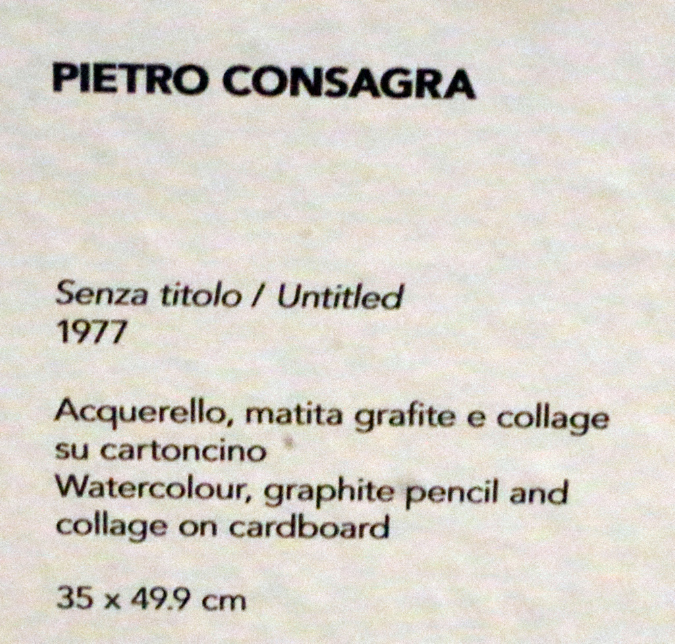 PIETRO CONSAGRA
Senza titolo / Untitled
1977
Acquerello, matita grafite e collage
su cartoncino
Watercolour, graphite pencil and
collage on cardboard
35 x 49.9 cm